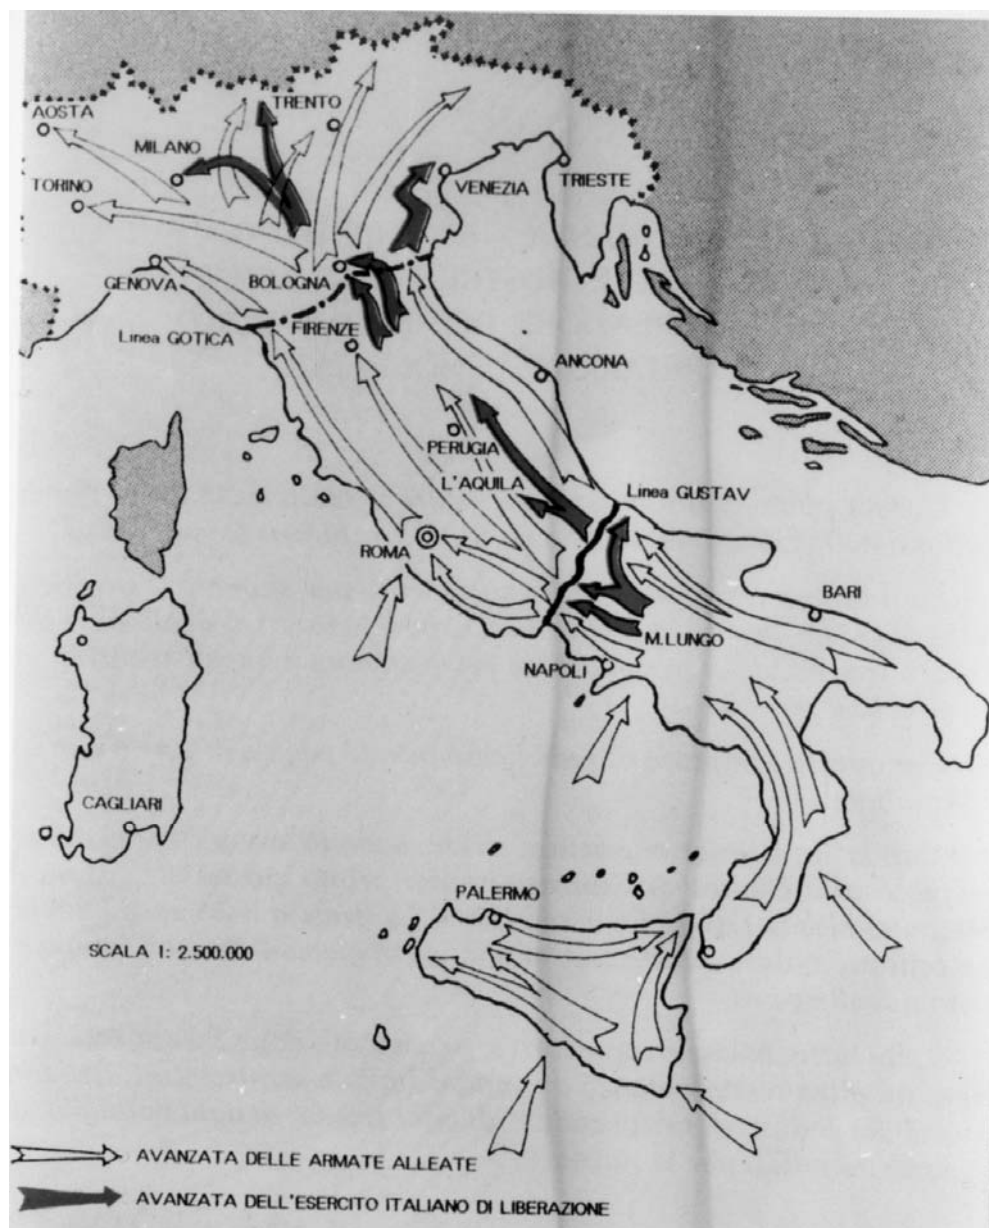 TRENTO
AOSTA
MILANO
TORINO
VENEZIA
TRIESTE
GENOVA
BOLOGNA
FIRENZE
Linea GOTICA
ANCONA
PERUGIA
L'AQUILA
Linea GUSTAV
ROMA
BARI
M.LUNGO
NAPOLI
CAGLIARI
PALERMO
SCALA I: 2.500.000
AVANZATA DELLE ARMATE ALLEATE
AVANZATA DELL'ESERCITO ITALIANO DI LIBERAZIONE